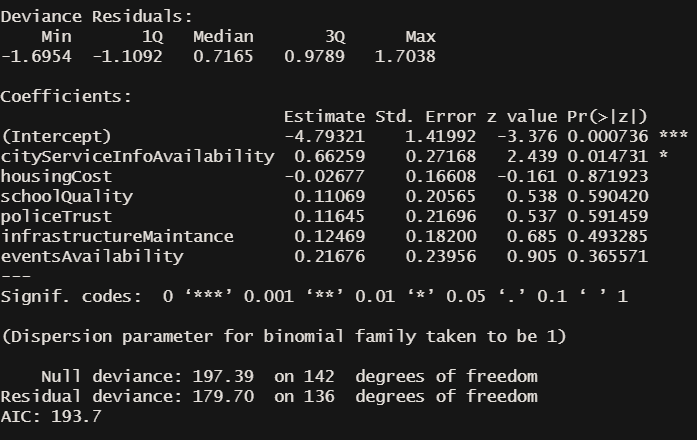 Deviance Residuals:
    Min      1Q  Median      3Q     Max
-1.6954 -1.1092  0.7165  0.9789  1.7038
Coefficients:
                            Estimate Std. Error z value Pr(>|z|)
(Intercept)                 -4.79321    1.41992  -3.376 0.000736 ***
cityServiceInfoAvailability  0.66259    0.27168   2.439 0.014731 *
housingCost                 -0.02677    0.16608  -0.161 0.871923
schoolQuality                0.11069    0.20565   0.538 0.590420
policeTrust                  0.11645    0.21696   0.537 0.591459
infrastructureMaintance      0.12469    0.18200   0.685 0.493285
eventsAvailability           0.21676    0.23956   0.905 0.365571
---
Signif. codes:  0 ‘***’ 0.001 ‘**’ 0.01 ‘*’ 0.05 ‘.’ 0.1 ‘ ’ 1
(Dispersion parameter for binomial family taken to be 1)
    Null deviance: 197.39  on 142  degrees of freedom
Residual deviance: 179.70  on 136  degrees of freedom
AIC: 193.7